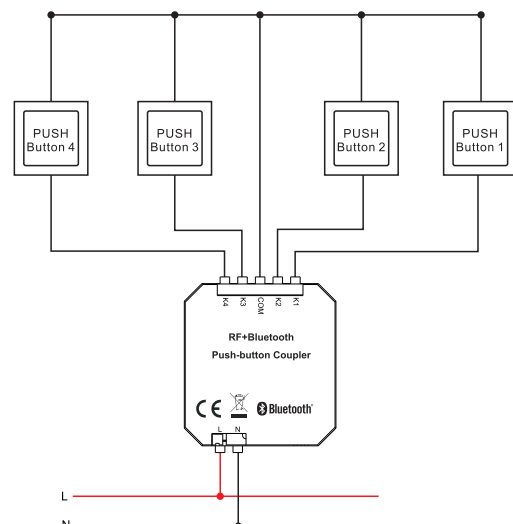 PUSH
Button 4
PUSH
Button 3
PUSH
Button 2
PUSH
Button 1
K4
K3
COM
K2
K1
RF+Bluetooth
Push-button Coupler
CE
Bluetooth®
L
N
L
N